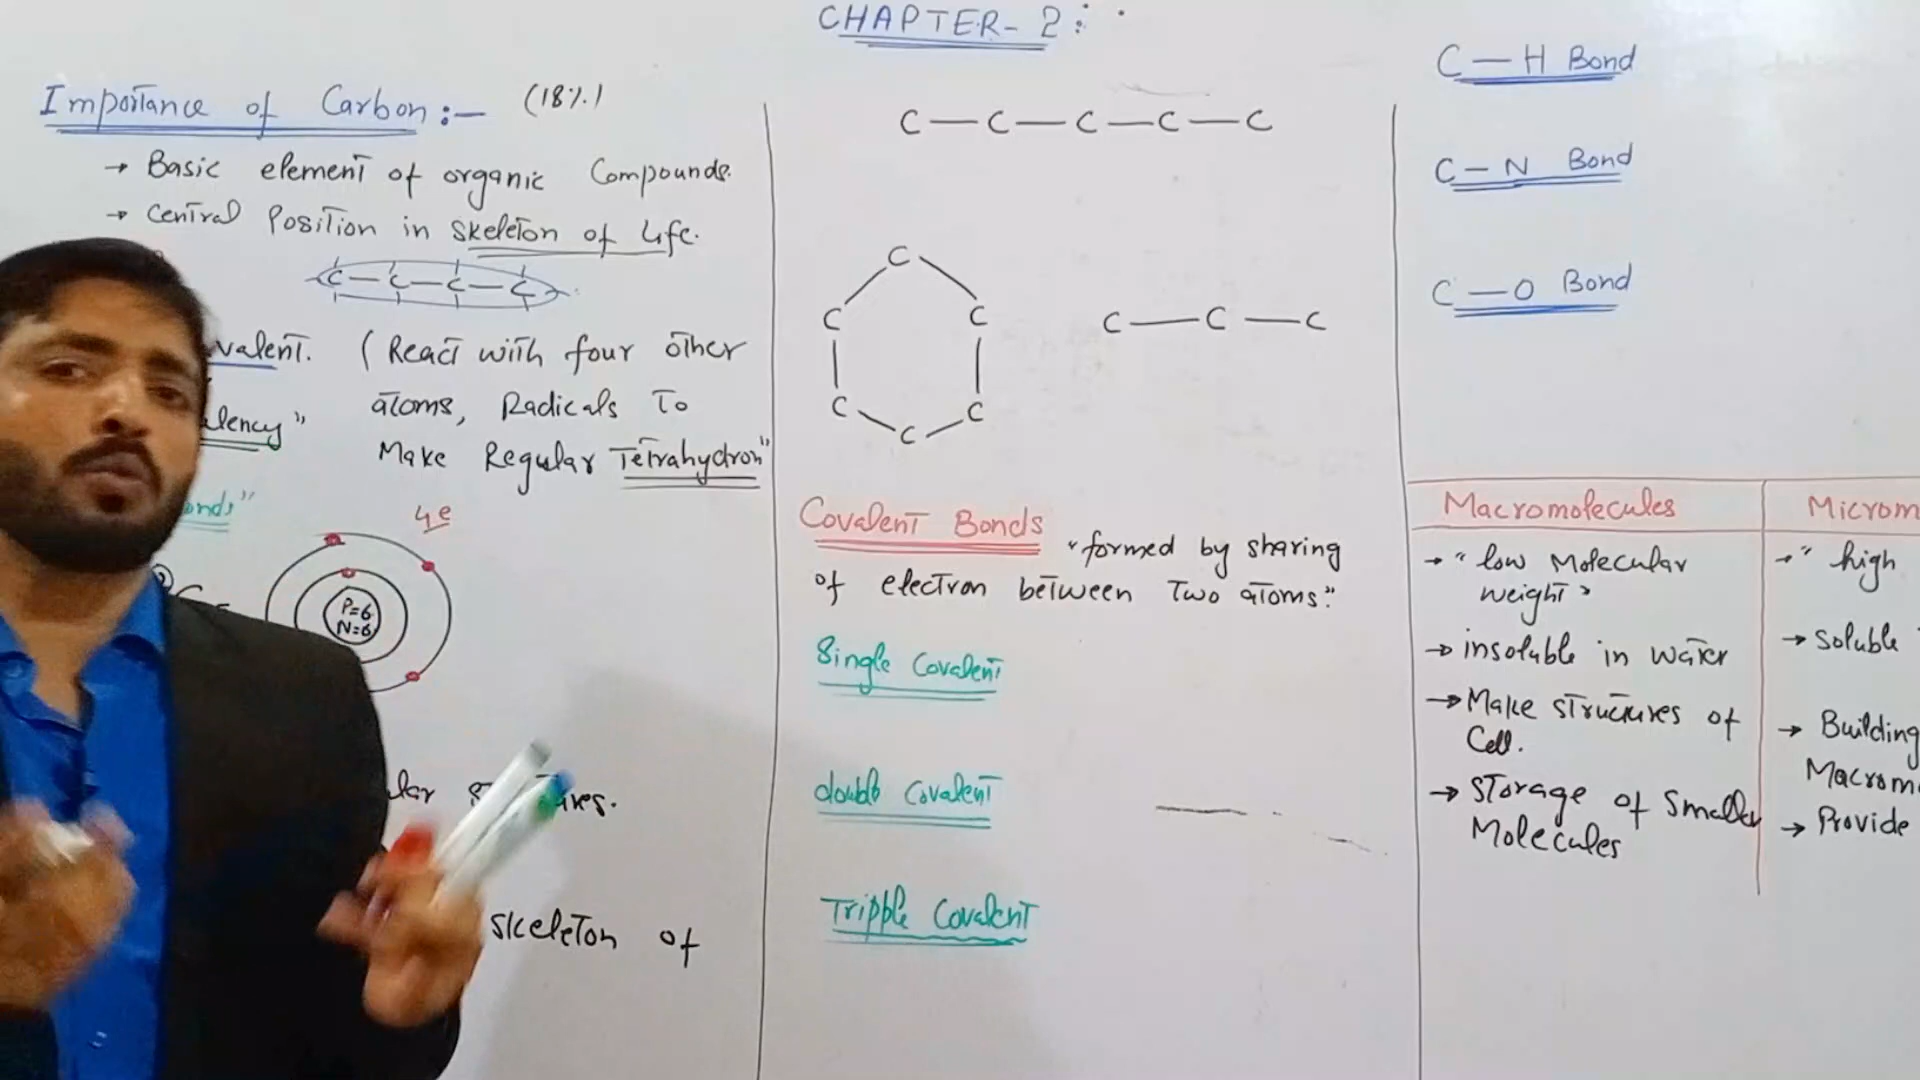 CHAPTER-2:
Importance of Carbon:- (18%)
→ Basic element of organic Compounds.
→ Central Position in skeleton of Life.
C-C-C-C
valent. (React with four other
atoms, Radicals to
alency" Make Regular Tetrahydron"
onds"
4e
P=6
N=6
lar
skeleton of
C-C-C-C-C
C
C C
C C
C
C-C-C
Covalent Bonds "formed by sharing
of electron between Two atoms."
Single Covalent
double Covalent
Tripple Covalent
C-H Bond
C-N Bond
C-O Bond
Macromolecules
→ "low Molecular
weight"
→ insoluble in water
→ Make structures of
Cell.
→ Storage of Smaller
Molecules
Microm
→ "high
→ Soluble
→ Building
Macrom
→ Provide